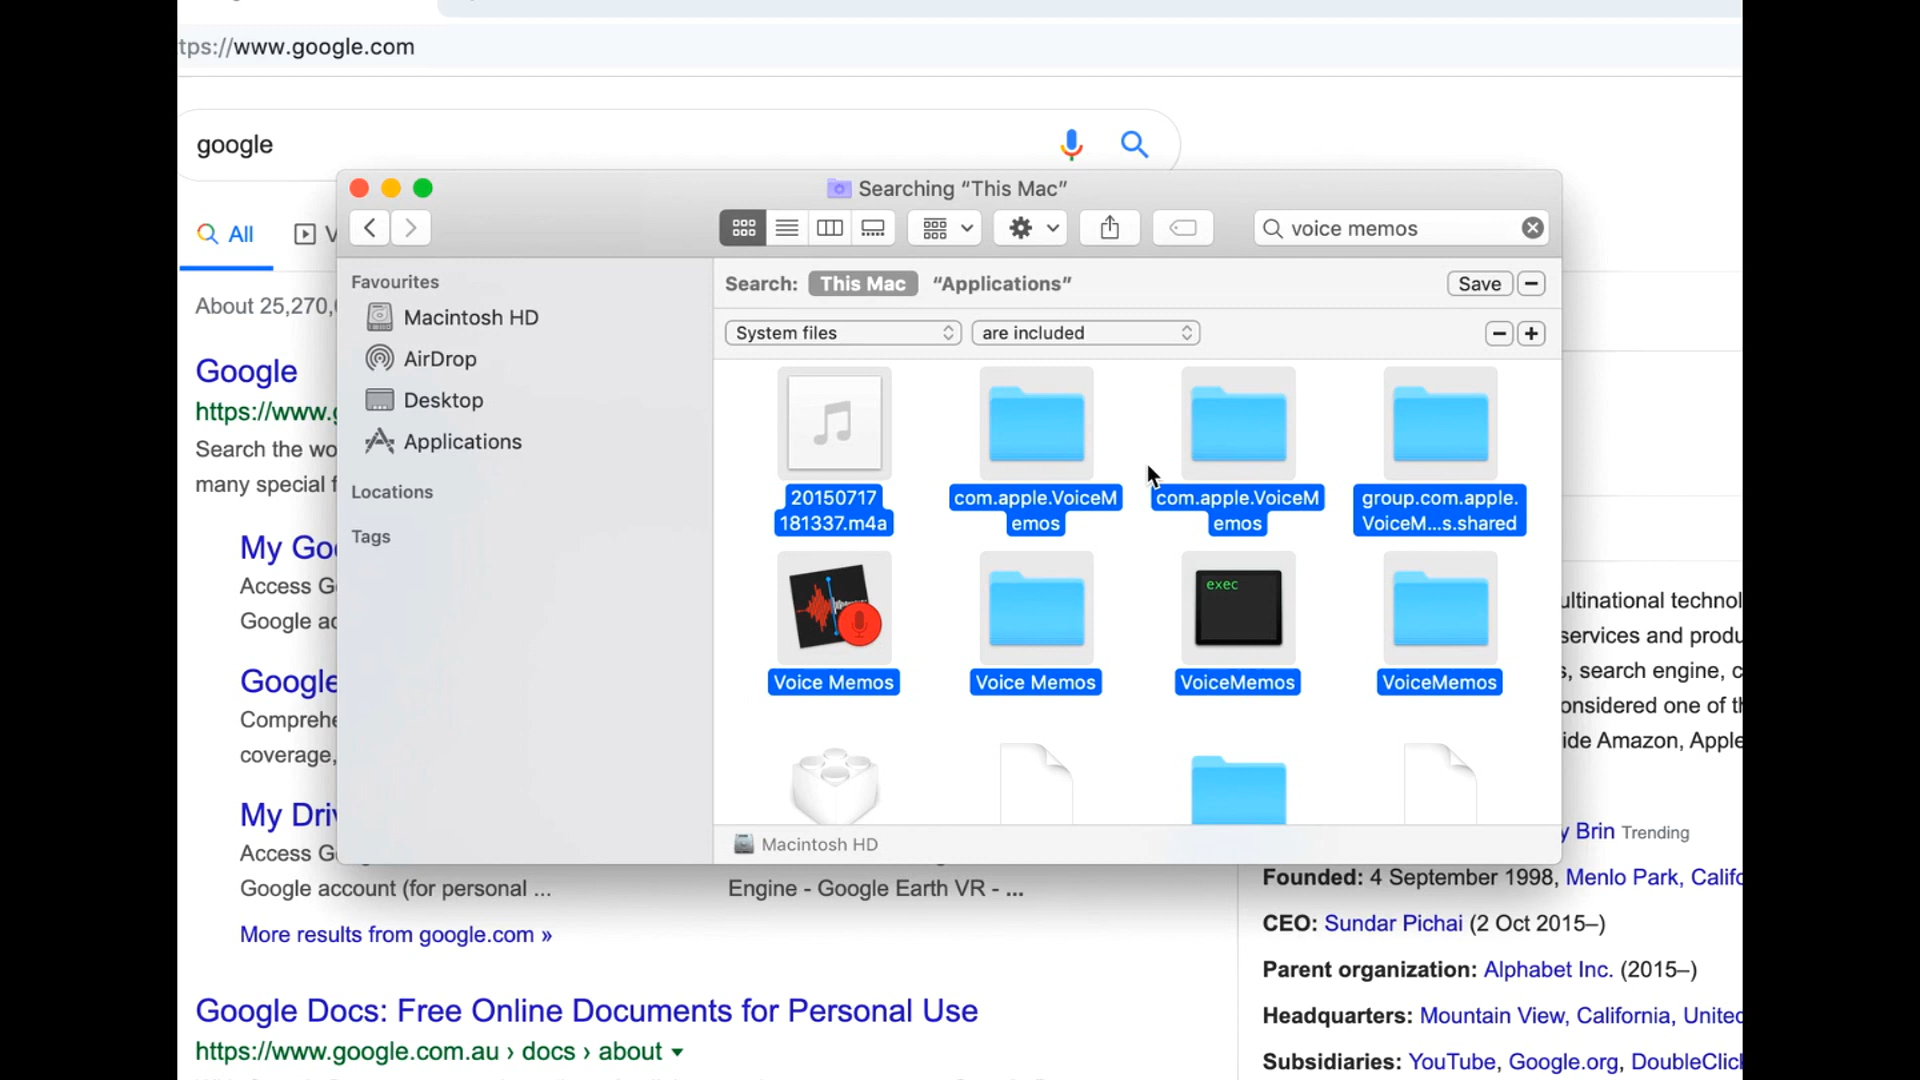 tps://www.google.com
google
All
V
About 25,270,
Google
https://www.g
Search the wo
many special f
My Goo
Access G
Google ac
Google
Comprehe
coverage,
My Driv
Access G
Google account (for personal ...
More results from google.com »
Engine - Google Earth VR - ...
Google Docs: Free Online Documents for Personal Use
https://www.google.com.au › docs › about
Searching “This Mac”
voice memos
Favourites
Macintosh HD
AirDrop
Desktop
Applications
Locations
Tags
Search: This Mac “Applications” Save
System files are included
20150717
181337.m4a
com.apple.VoiceM
emos
com.apple.VoiceM
emos
group.com.apple.
VoiceM...s.shared
exec
Voice Memos
Voice Memos
VoiceMemos
VoiceMemos
Macintosh HD
ultinational technol
services and produ
s, search engine, c
onsidered one of th
ide Amazon, Apple
y Brin Trending
Founded: 4 September 1998, Menlo Park, Califo
CEO: Sundar Pichai (2 Oct 2015–)
Parent organization: Alphabet Inc. (2015–)
Headquarters: Mountain View, California, United
Subsidiaries: YouTube, Google.org, DoubleClick